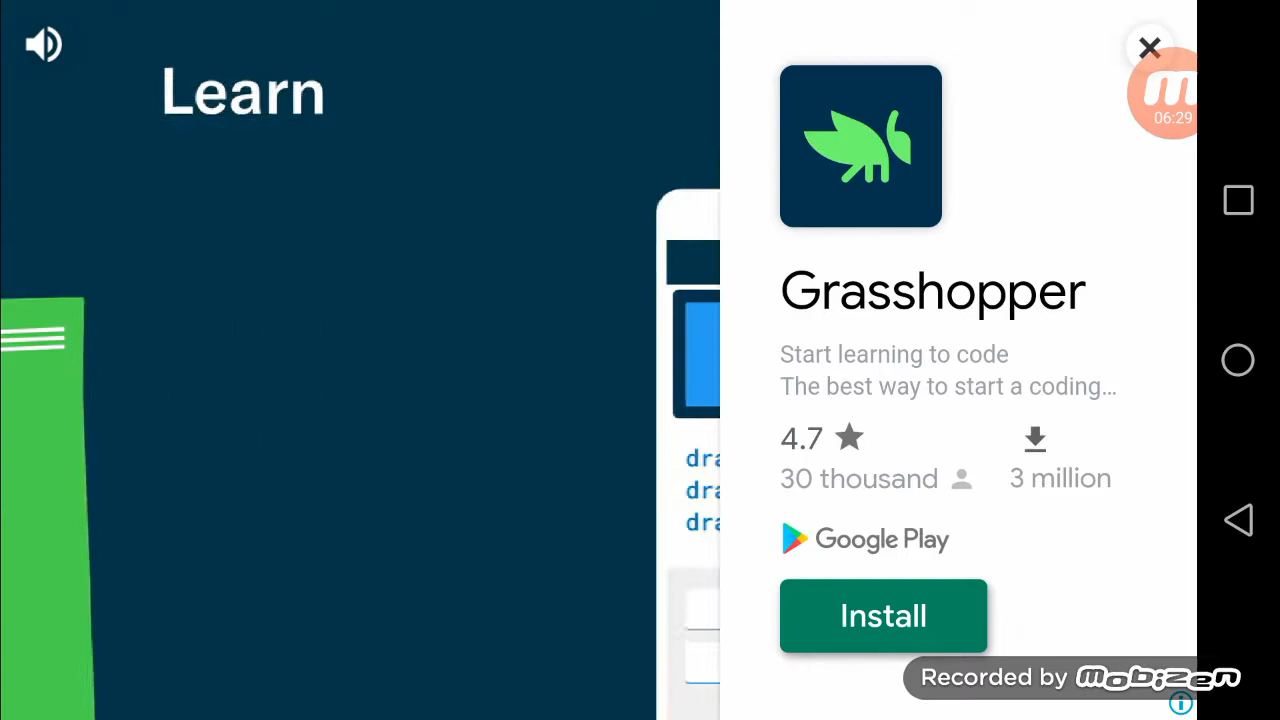 Learn
06:29
Grasshopper
Start learning to code
The best way to start a coding...
4.7
30 thousand
3 million
dra
dra
dra
Google Play
Install
Recorded by mobizen